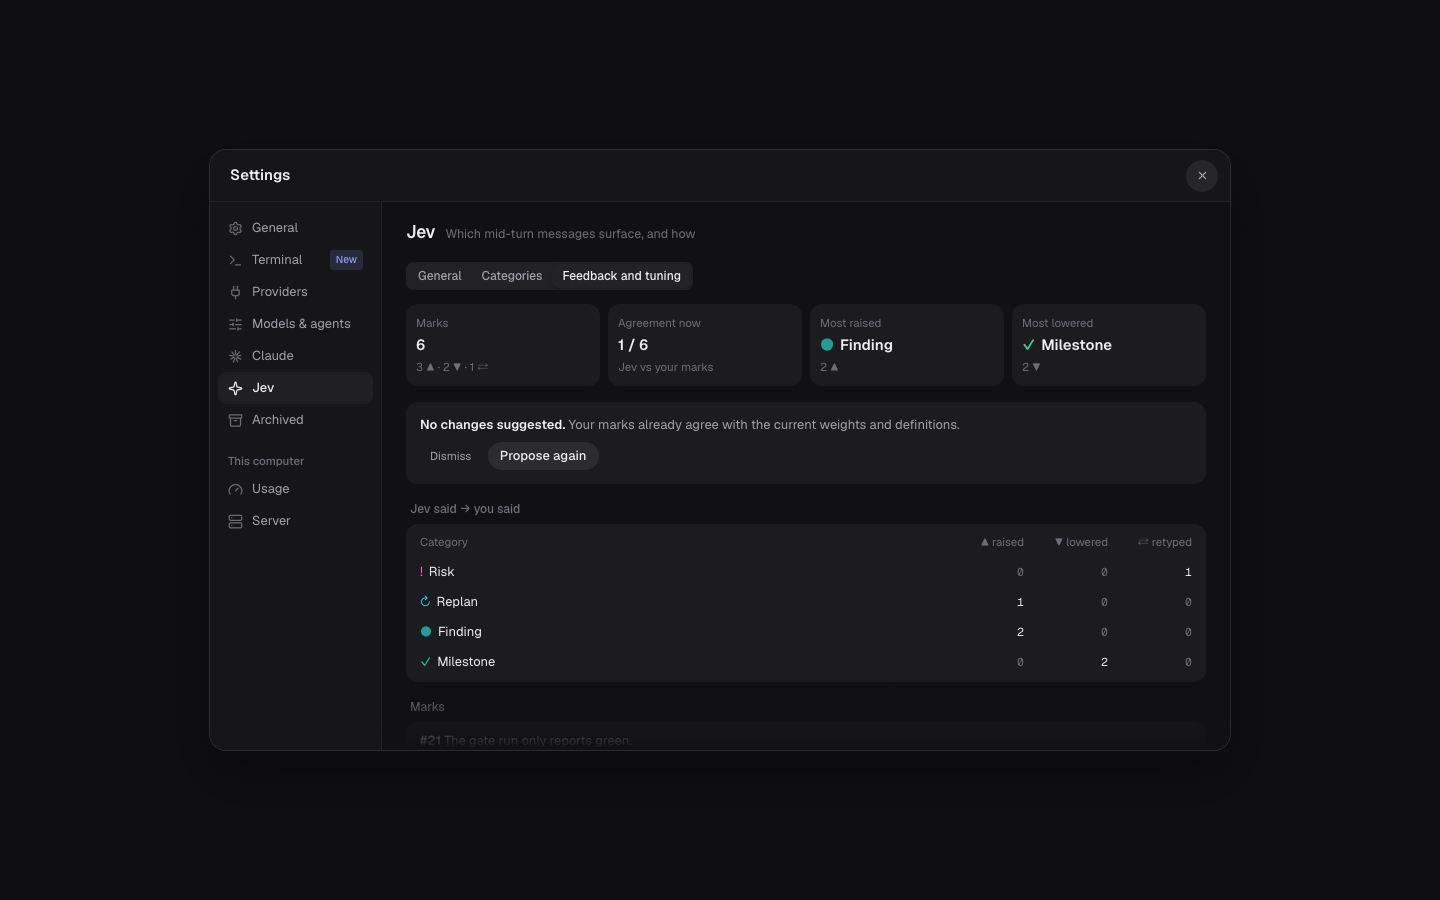 Settings
General
Terminal New
Providers
Models & agents
Claude
Jev
Archived
This computer
Usage
Server
Jev Which mid-turn messages surface, and how
General Categories Feedback and tuning
Marks
6
3 ▲ · 2 ▼ · 1 ⇄
Agreement now
1 / 6
Jev vs your marks
Most raised
Finding
2 ▲
Most lowered
✓ Milestone
2 ▼
No changes suggested. Your marks already agree with the current weights and definitions.
Dismiss Propose again
Jev said → you said
Category ▲ raised ▼ lowered ⇄ retyped
! Risk 0 0 1
↻ Replan 1 0 0
Finding 2 0 0
✓ Milestone 0 2 0
Marks
#21 The gate run only reports green.